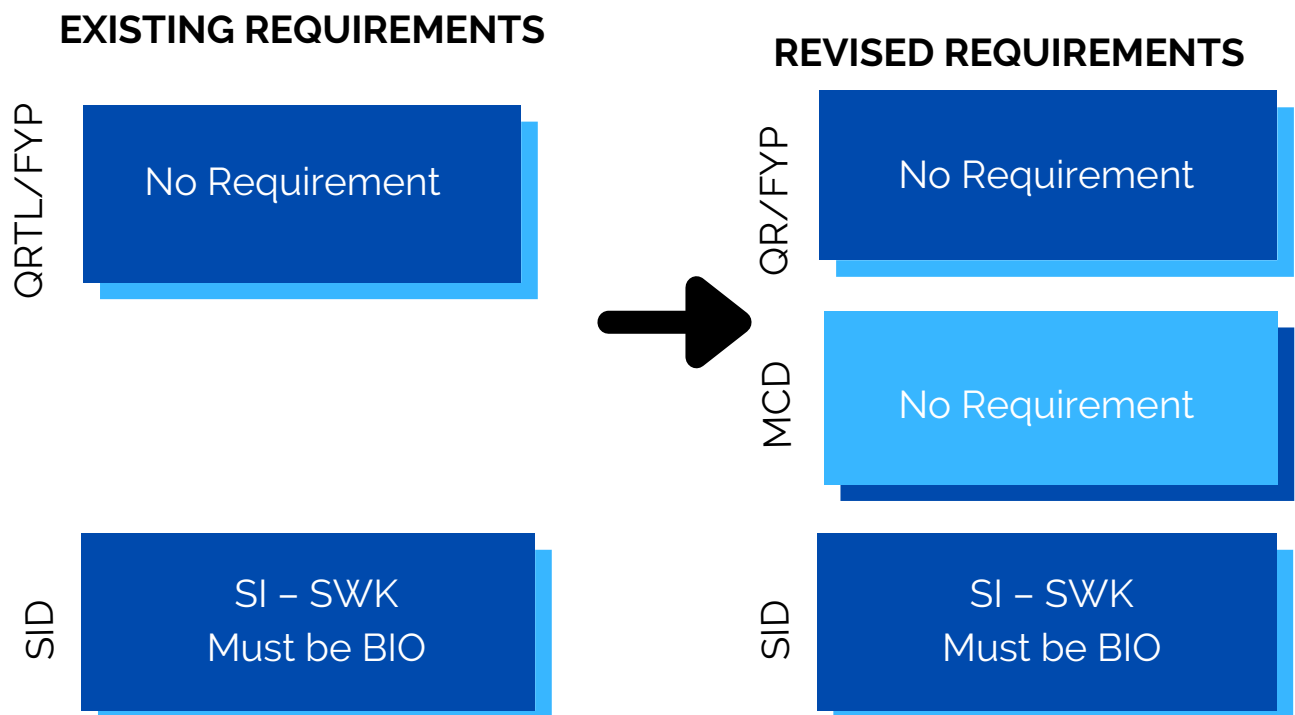 EXISTING REQUIREMENTS
QRTL/FYP
No Requirement
SID
SI – SWK
Must be BIO
REVISED REQUIREMENTS
QR/FYP
No Requirement
MCD
No Requirement
SID
SI – SWK
Must be BIO